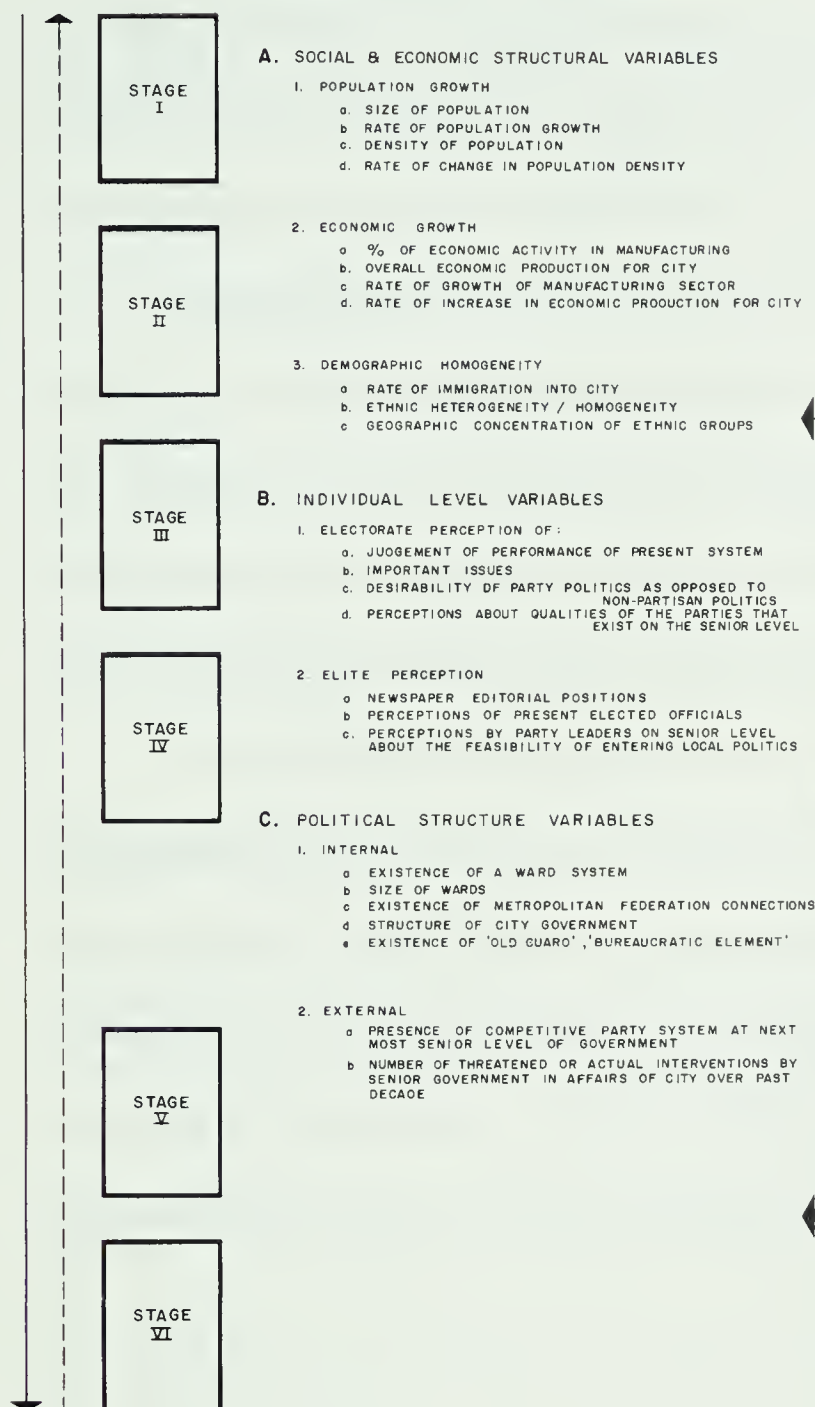 STAGE
I
A. SOCIAL & ECONOMIC STRUCTURAL VARIABLES
1. POPULATION GROWTH
a. SIZE OF POPULATION
b RATE OF POPULATION GROWTH
c. DENSITY OF POPULATION
d. RATE OF CHANGE IN POPULATION DENSITY
STAGE
II
2. ECONOMIC GROWTH
a % OF ECONOMIC ACTIVITY IN MANUFACTURING
b. OVERALL ECONOMIC PRODUCTION FOR CITY
c RATE OF GROWTH OF MANUFACTURING SECTOR
d. RATE OF INCREASE IN ECONOMIC PRODUCTION FOR CITY
3. DEMOGRAPHIC HOMOGENEITY
a RATE OF IMMIGRATION INTO CITY
b. ETHNIC HETEROGENEITY / HOMOGENEITY
c GEOGRAPHIC CONCENTRATION OF ETHNIC GROUPS
STAGE
III
B. INDIVIDUAL LEVEL VARIABLES
1. ELECTORATE PERCEPTION OF:
a. JUDGEMENT OF PERFORMANCE OF PRESENT SYSTEM
b. IMPORTANT ISSUES
c. DESIRABILITY OF PARTY POLITICS AS OPPOSED TO
NON-PARTISAN POLITICS
d. PERCEPTIONS ABOUT QUALITIES OF THE PARTIES THAT
EXIST ON THE SENIOR LEVEL
STAGE
IV
2. ELITE PERCEPTION
a NEWSPAPER EDITORIAL POSITIONS
b PERCEPTIONS OF PRESENT ELECTED OFFICIALS
c. PERCEPTIONS BY PARTY LEADERS ON SENIOR LEVEL
ABOUT THE FEASIBILITY OF ENTERING LOCAL POLITICS
C. POLITICAL STRUCTURE VARIABLES
1. INTERNAL
a EXISTENCE OF A WARD SYSTEM
b SIZE OF WARDS
c EXISTENCE OF METROPOLITAN FEDERATION CONNECTIONS
d STRUCTURE OF CITY GOVERNMENT
e EXISTENCE OF 'OLD GUARD', 'BUREAUCRATIC ELEMENT'
2. EXTERNAL
a PRESENCE OF COMPETITIVE PARTY SYSTEM AT NEXT
MOST SENIOR LEVEL OF GOVERNMENT
b NUMBER OF THREATENED OR ACTUAL INTERVENTIONS BY
SENIOR GOVERNMENT IN AFFAIRS OF CITY OVER PAST
DECADE
STAGE
V
STAGE
VI